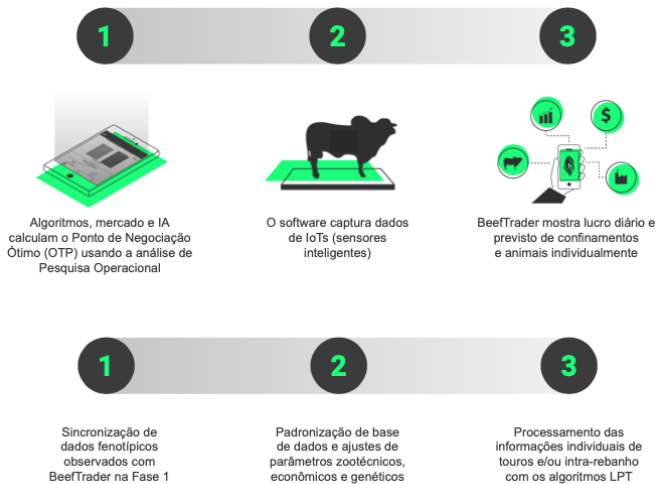 1 2 3
Algoritmos, mercado e IA
calculam o Ponto de Negociação
Ótimo (OTP) usando a análise de
Pesquisa Operacional
O software captura dados
de IoTs (sensores
inteligentes)
BeefTrader mostra lucro diário e
previsto de confinamentos
e animais individualmente
1 2 3
Sincronização de
dados fenotípicos
observados com
BeefTrader na Fase 1
Padronização de base
de dados e ajustes de
parâmetros zootécnicos,
econômicos e genéticos
Processamento das
informações individuais de
touros e/ou intra-rebanho
com os algoritmos LPT